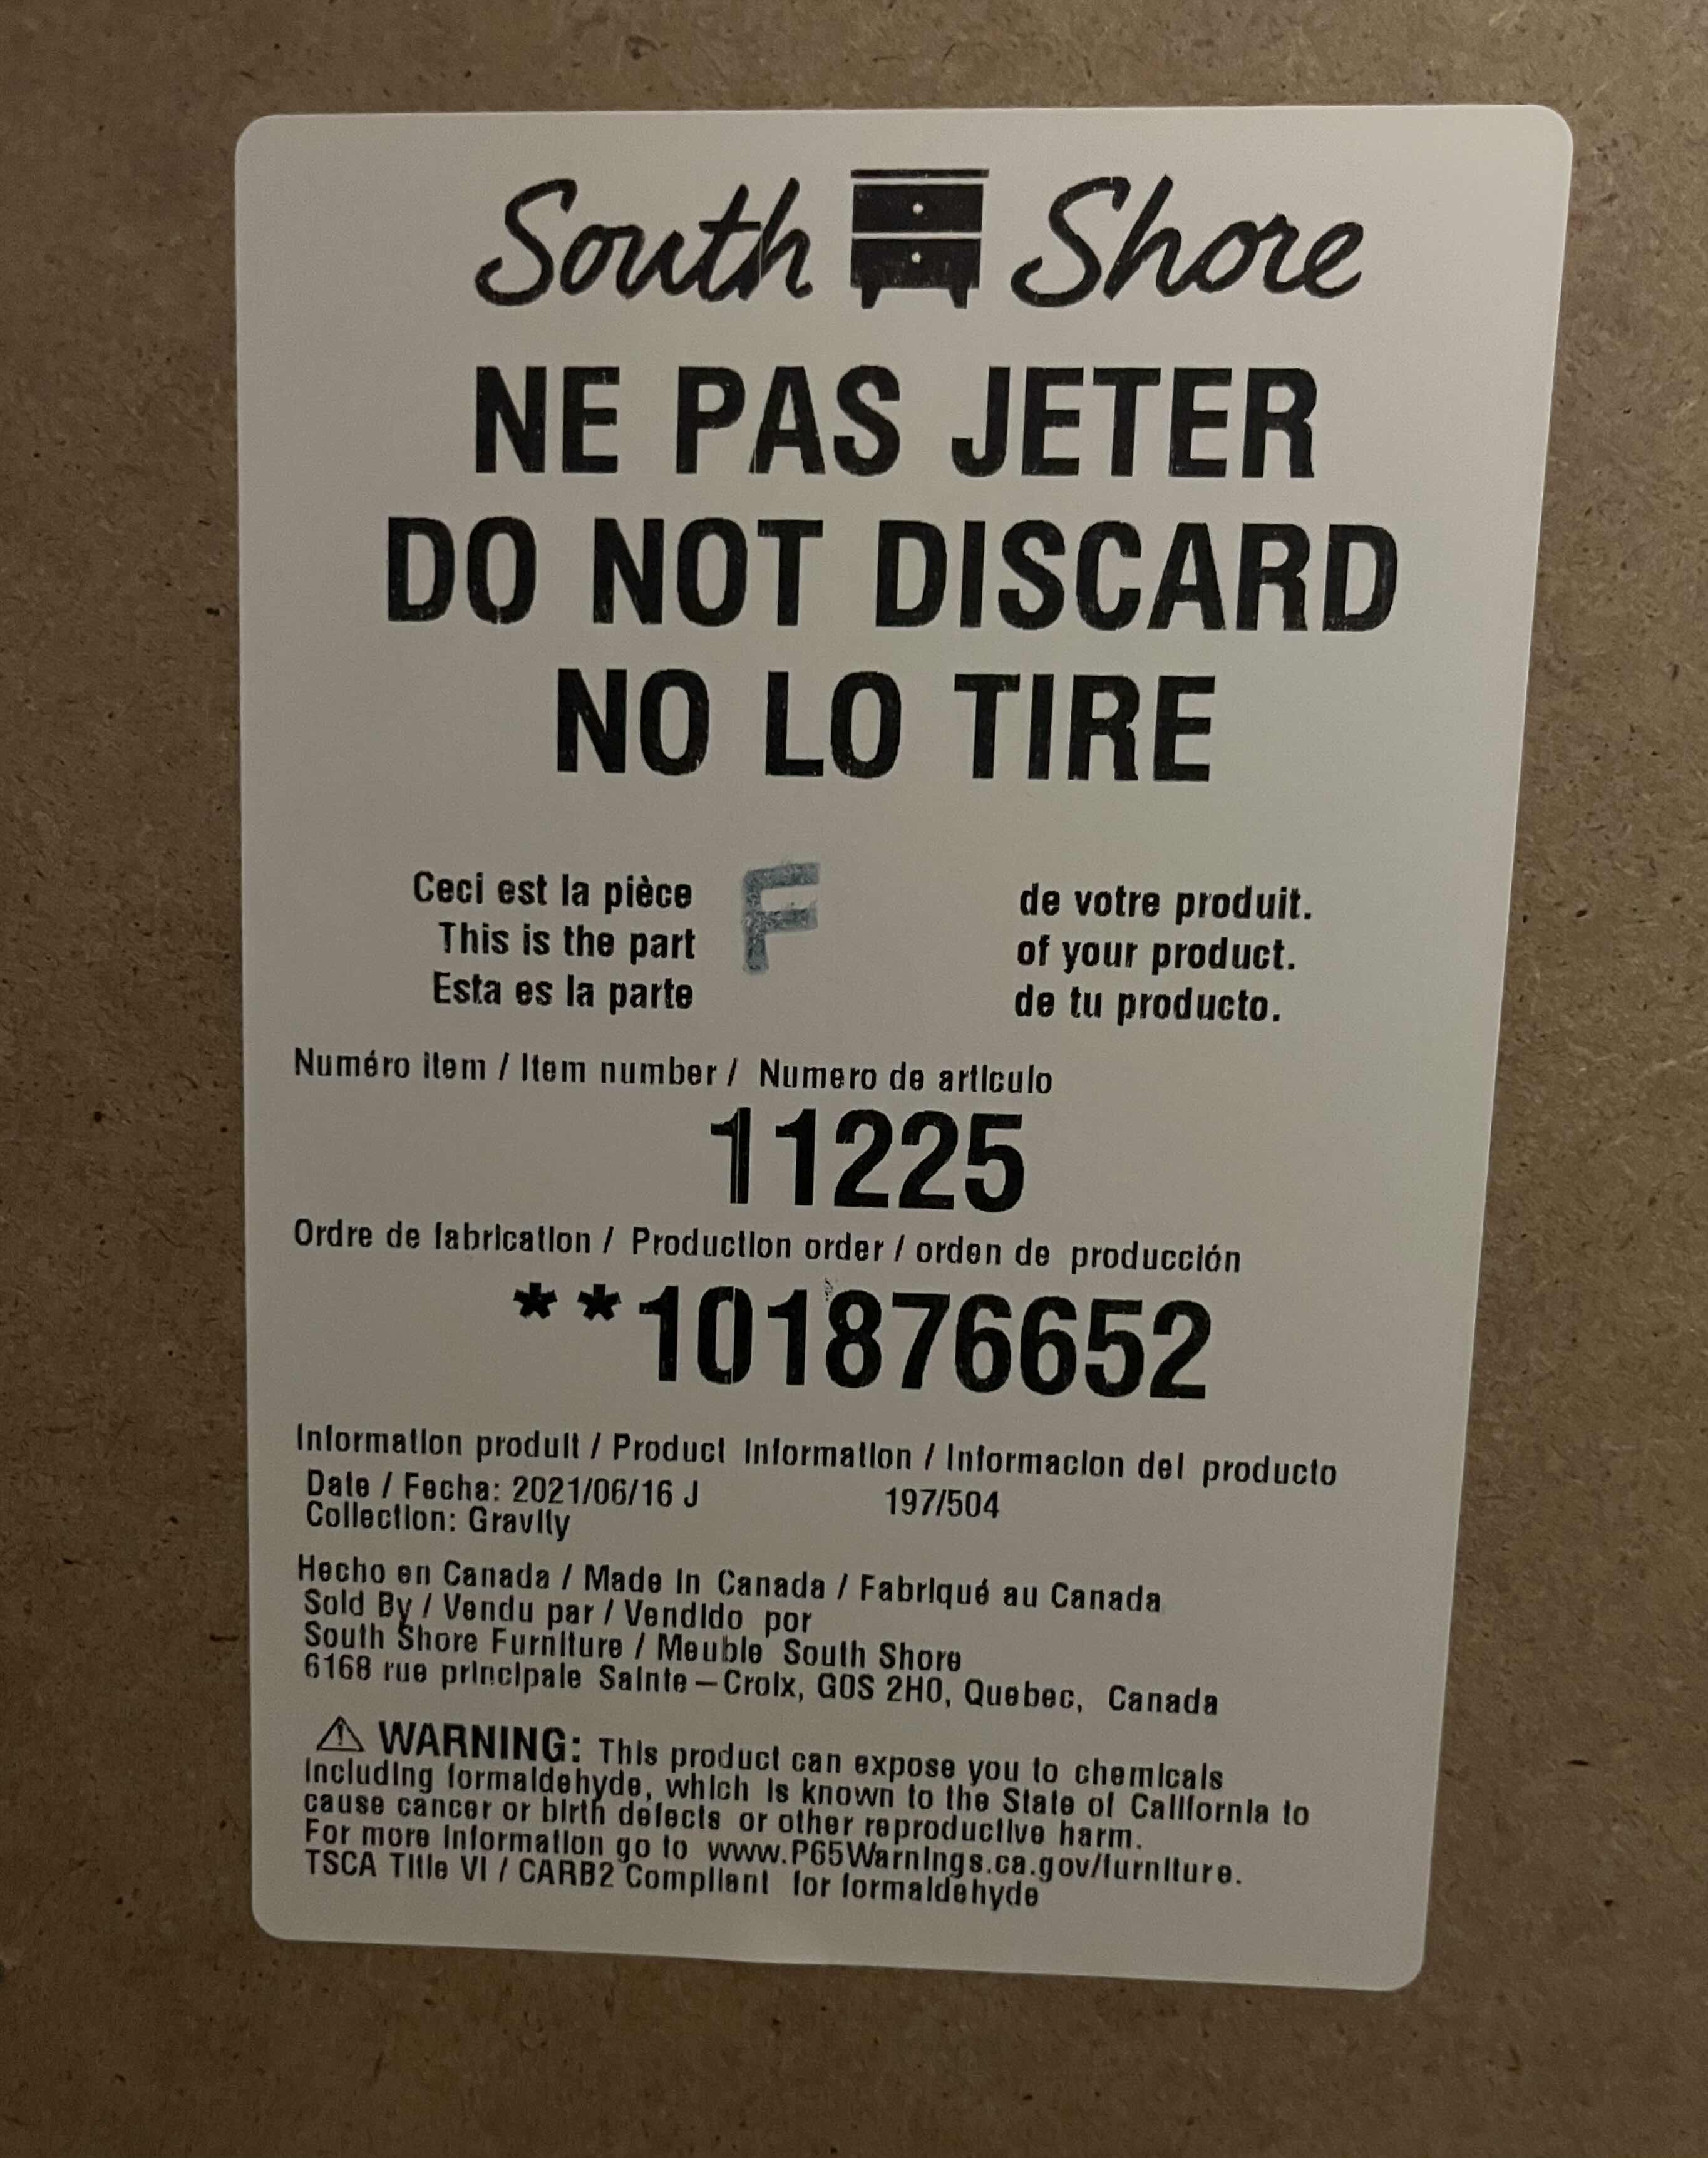 South Shore
NE PAS JETER
DO NOT DISCARD
NO LO TIRE
Ceci est la pièce F de votre produit.
This is the part of your product.
Esta es la parte de tu producto.
Numéro item / Item number / Numero de articulo
11225
Ordre de fabrication / Production order / orden de producción
**101876652
Information produit / Product Information / Informacion del producto
Date / Fecha: 2021/06/16 J 197/504
Collection: Gravity
Hecho en Canada / Made in Canada / Fabriqué au Canada
Sold By / Vendu par / Vendido por
South Shore Furniture / Meuble South Shore
6168 rue principale Sainte-Croix, G0S 2H0, Quebec, Canada
⚠ WARNING: This product can expose you to chemicals
including formaldehyde, which is known to the State of California to
cause cancer or birth defects or other reproductive harm.
For more information go to www.P65Warnings.ca.gov/furniture.
TSCA Title VI / CARB2 Compliant for formaldehyde